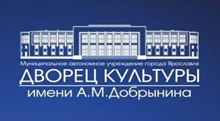 Муниципальное автономное учреждение города Ярославля
ДВОРЕЦ КУЛЬТУРЫ
имени А.М.Добрынина